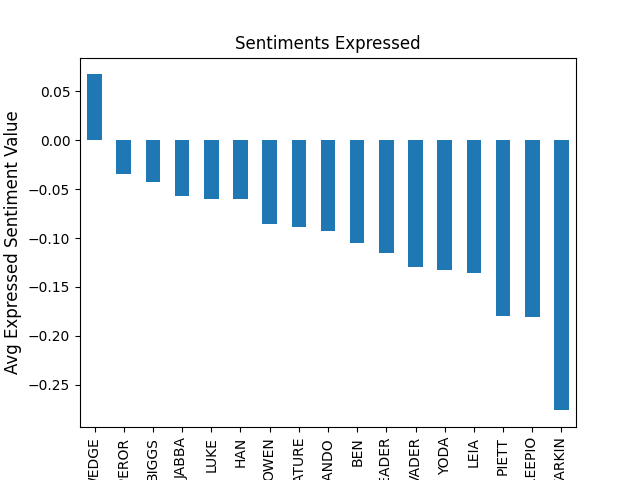 Sentiments Expressed
Avg Expressed Sentiment Value
0.05
0.00
−0.05
−0.10
−0.15
−0.20
−0.25
EDGE
EROR
BIGGS
JABBA
LUKE
HAN
OWEN
ATURE
ANDO
BEN
EADER
VADER
YODA
LEIA
PIETT
EEPIO
ARKIN